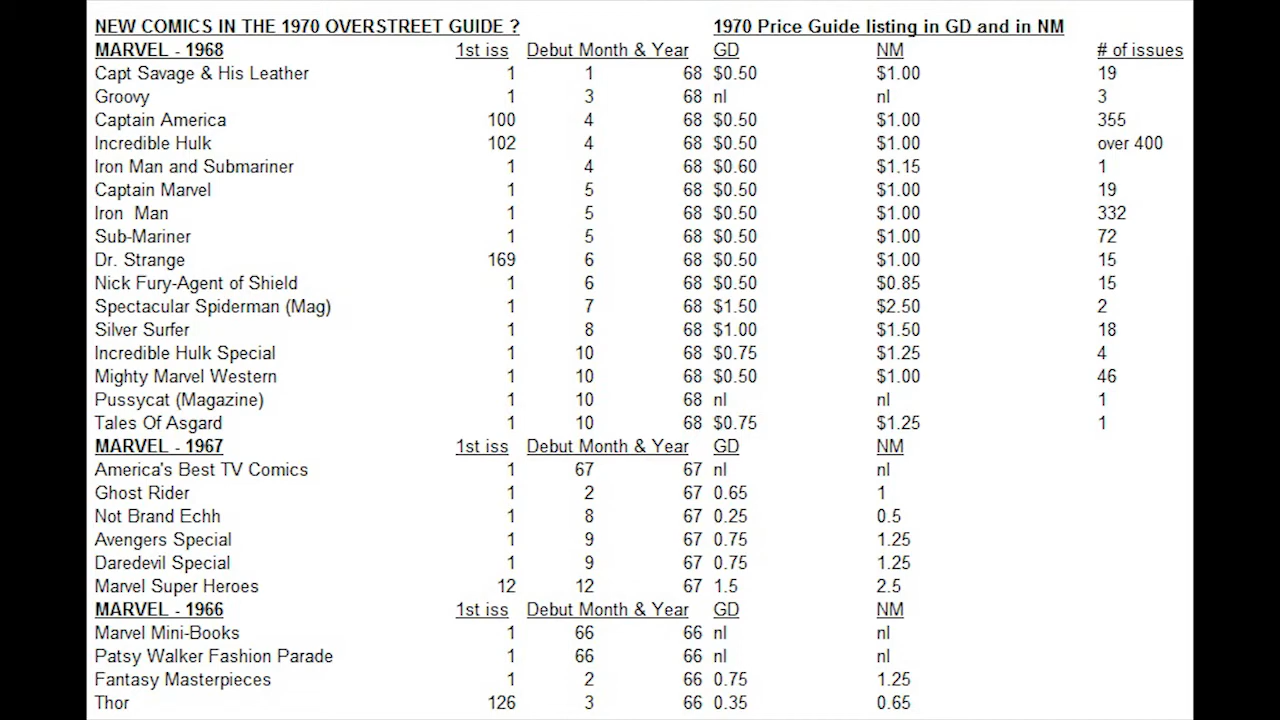 NEW COMICS IN THE 1970 OVERSTREET GUIDE ? 1970 Price Guide listing in GD and in NM
MARVEL - 1968 1st iss Debut Month & Year GD NM # of issues
Capt Savage & His Leather 1 1 68 $0.50 $1.00 19
Groovy 1 3 68 nl nl 3
Captain America 100 4 68 $0.50 $1.00 355
Incredible Hulk 102 4 68 $0.50 $1.00 over 400
Iron Man and Submariner 1 4 68 $0.60 $1.15 1
Captain Marvel 1 5 68 $0.50 $1.00 19
Iron Man 1 5 68 $0.50 $1.00 332
Sub-Mariner 1 5 68 $0.50 $1.00 72
Dr. Strange 169 6 68 $0.50 $1.00 15
Nick Fury-Agent of Shield 1 6 68 $0.50 $0.85 15
Spectacular Spiderman (Mag) 1 7 68 $1.50 $2.50 2
Silver Surfer 1 8 68 $1.00 $1.50 18
Incredible Hulk Special 1 10 68 $0.75 $1.25 4
Mighty Marvel Western 1 10 68 $0.50 $1.00 46
Pussycat (Magazine) 1 10 68 nl nl 1
Tales Of Asgard 1 10 68 $0.75 $1.25 1
MARVEL - 1967 1st iss Debut Month & Year GD NM
America's Best TV Comics 1 67 67 nl nl
Ghost Rider 1 2 67 0.65 1
Not Brand Echh 1 8 67 0.25 0.5
Avengers Special 1 9 67 0.75 1.25
Daredevil Special 1 9 67 0.75 1.25
Marvel Super Heroes 12 12 67 1.5 2.5
MARVEL - 1966 1st iss Debut Month & Year GD NM
Marvel Mini-Books 1 66 66 nl nl
Patsy Walker Fashion Parade 1 66 66 nl nl
Fantasy Masterpieces 1 2 66 0.75 1.25
Thor 126 3 66 0.35 0.65